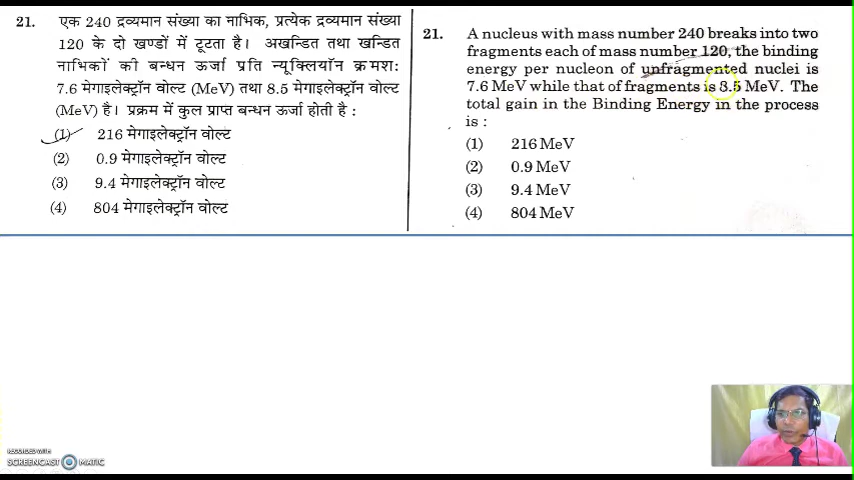 21. एक 240 द्रव्यमान संख्या का नाभिक, प्रत्येक द्रव्यमान संख्या
120 के दो खण्डों में टूटता है। अखन्डित तथा खन्डित
नाभिकों की बन्धन ऊर्जा प्रति न्यूक्लियॉन क्रमश:
7.6 मेगाइलेक्ट्रॉन वोल्ट (MeV) तथा 8.5 मेगाइलेक्ट्रॉन वोल्ट
(MeV) है। प्रक्रम में कुल प्राप्त बन्धन ऊर्जा होती है :
(1) 216 मेगाइलेक्ट्रॉन वोल्ट
(2) 0.9 मेगाइलेक्ट्रॉन वोल्ट
(3) 9.4 मेगाइलेक्ट्रॉन वोल्ट
(4) 804 मेगाइलेक्ट्रॉन वोल्ट
21. A nucleus with mass number 240 breaks into two
fragments each of mass number 120, the binding
energy per nucleon of unfragmented nuclei is
7.6 MeV while that of fragments is 8.5 MeV. The
total gain in the Binding Energy in the process
is :
(1) 216 MeV
(2) 0.9 MeV
(3) 9.4 MeV
(4) 804 MeV
RECORDED WITH
SCREENCAST MATIC